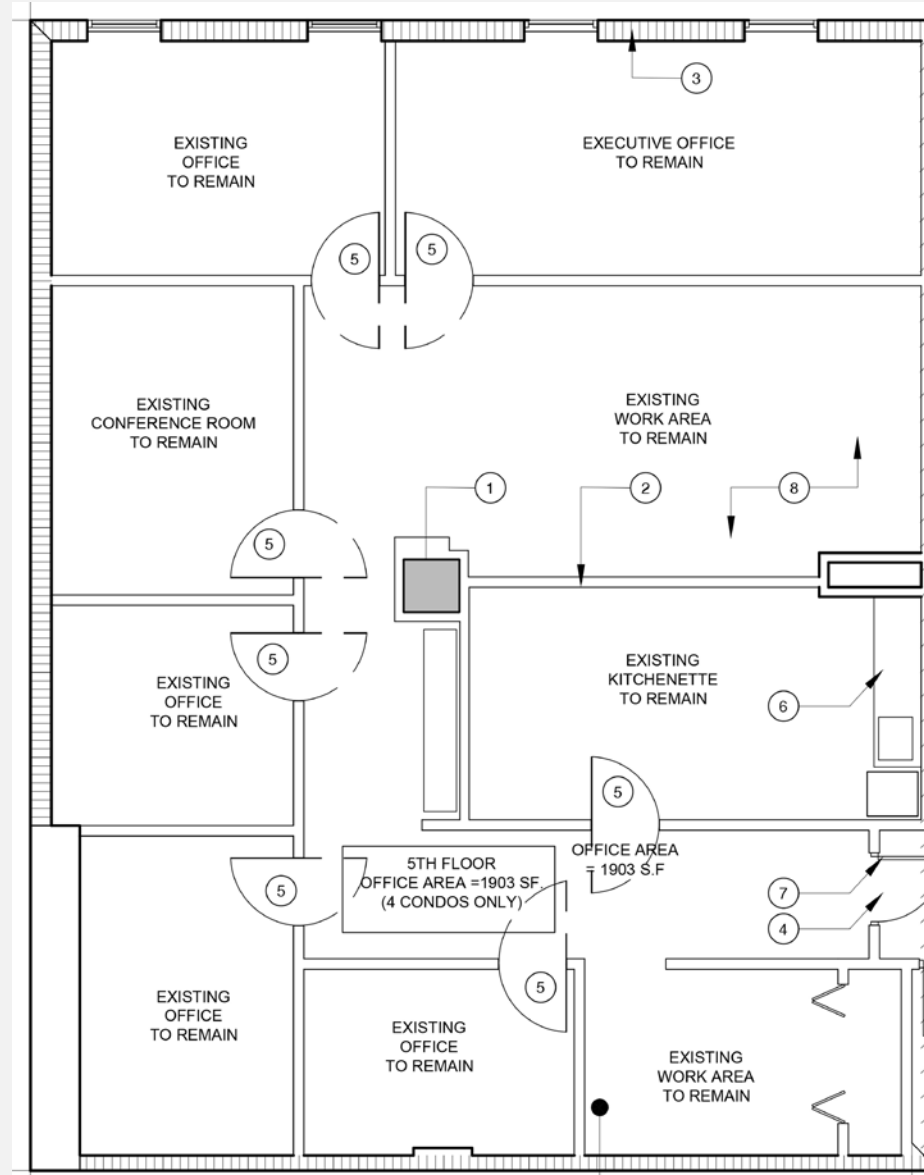 3
EXISTING
OFFICE
TO REMAIN
EXECUTIVE OFFICE
TO REMAIN
5
5
EXISTING
CONFERENCE ROOM
TO REMAIN
EXISTING
WORK AREA
TO REMAIN
1
2
8
5
5
EXISTING
OFFICE
TO REMAIN
EXISTING
KITCHENETTE
TO REMAIN
6
5
5TH FLOOR
OFFICE AREA =1903 SF.
(4 CONDOS ONLY)
OFFICE AREA
= 1903 S.F
5
7
4
5
EXISTING
OFFICE
TO REMAIN
EXISTING
OFFICE
TO REMAIN
EXISTING
WORK AREA
TO REMAIN